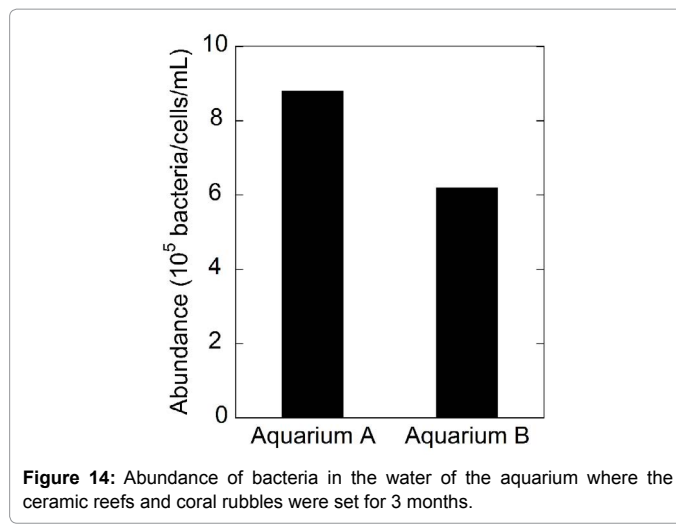 10
8
6
4
2
0
Abundance (10⁵ bacteria/cells/mL)
Aquarium A Aquarium B
Figure 14: Abundance of bacteria in the water of the aquarium where the
ceramic reefs and coral rubbles were set for 3 months.